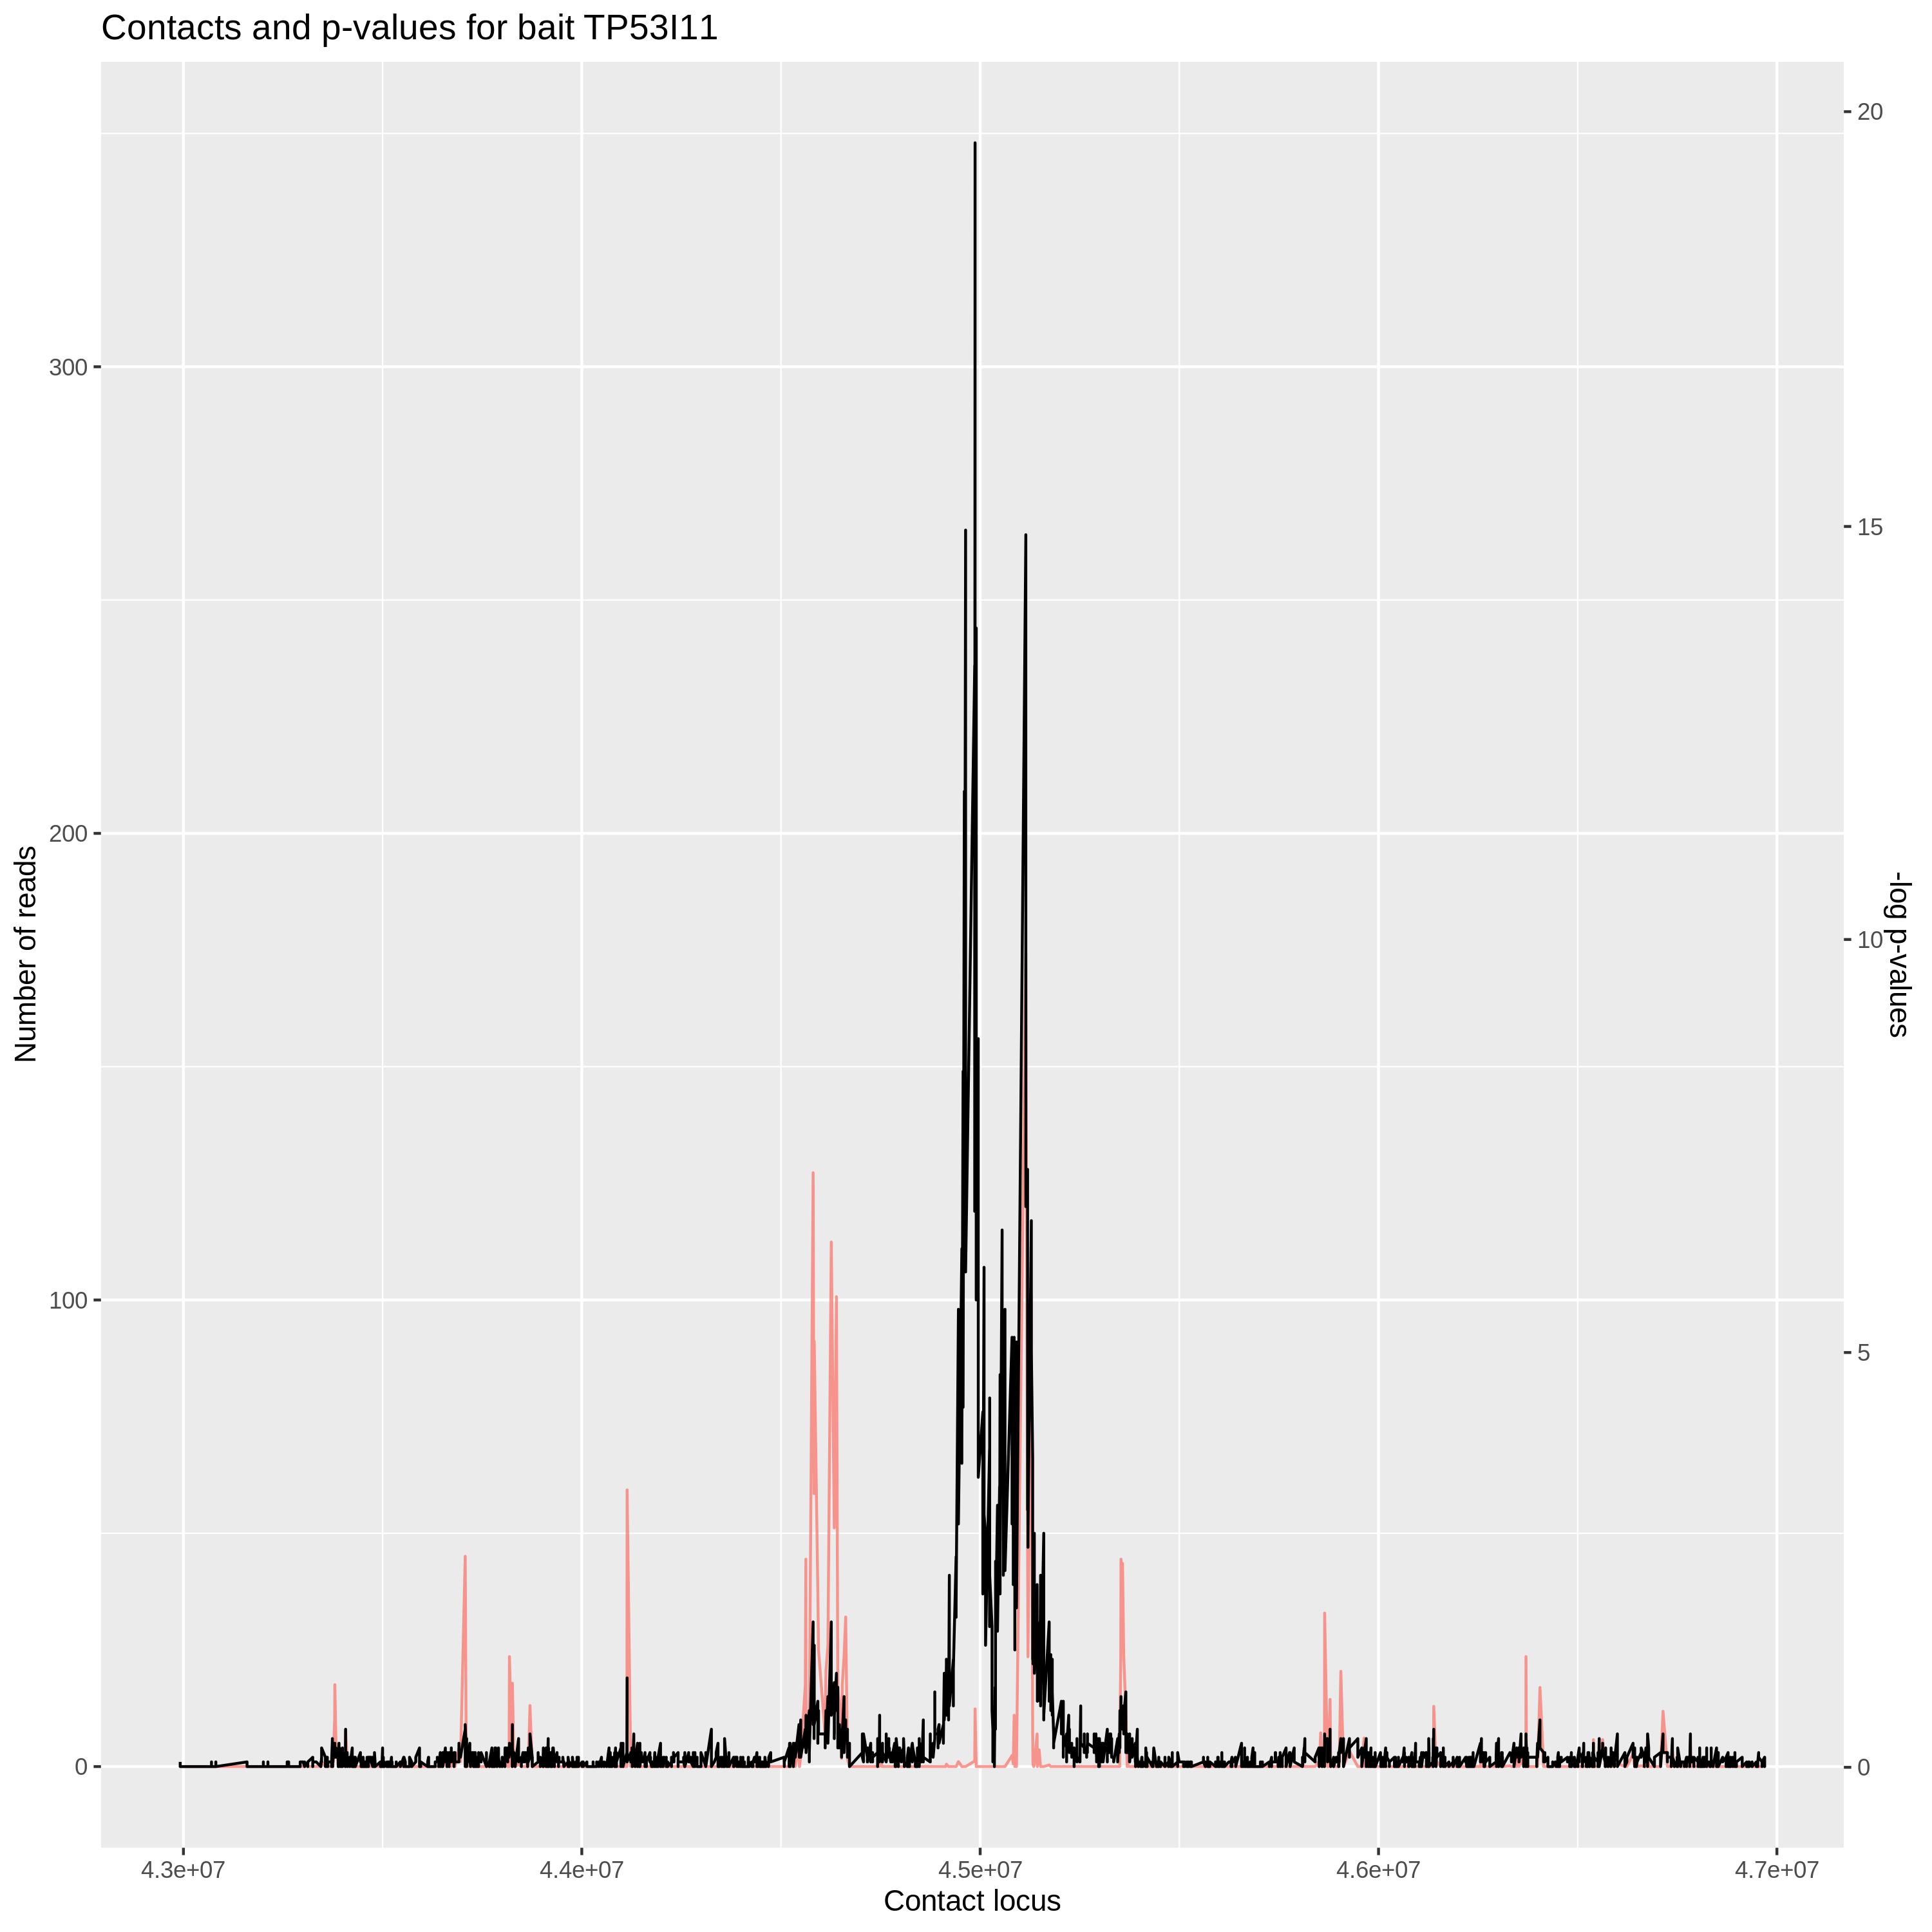 Contacts and p-values for bait TP53I11
Number of reads
300
200
100
0
20
15
10
5
0
-log p-values
4.3e+07 4.4e+07 4.5e+07 4.6e+07 4.7e+07
Contact locus